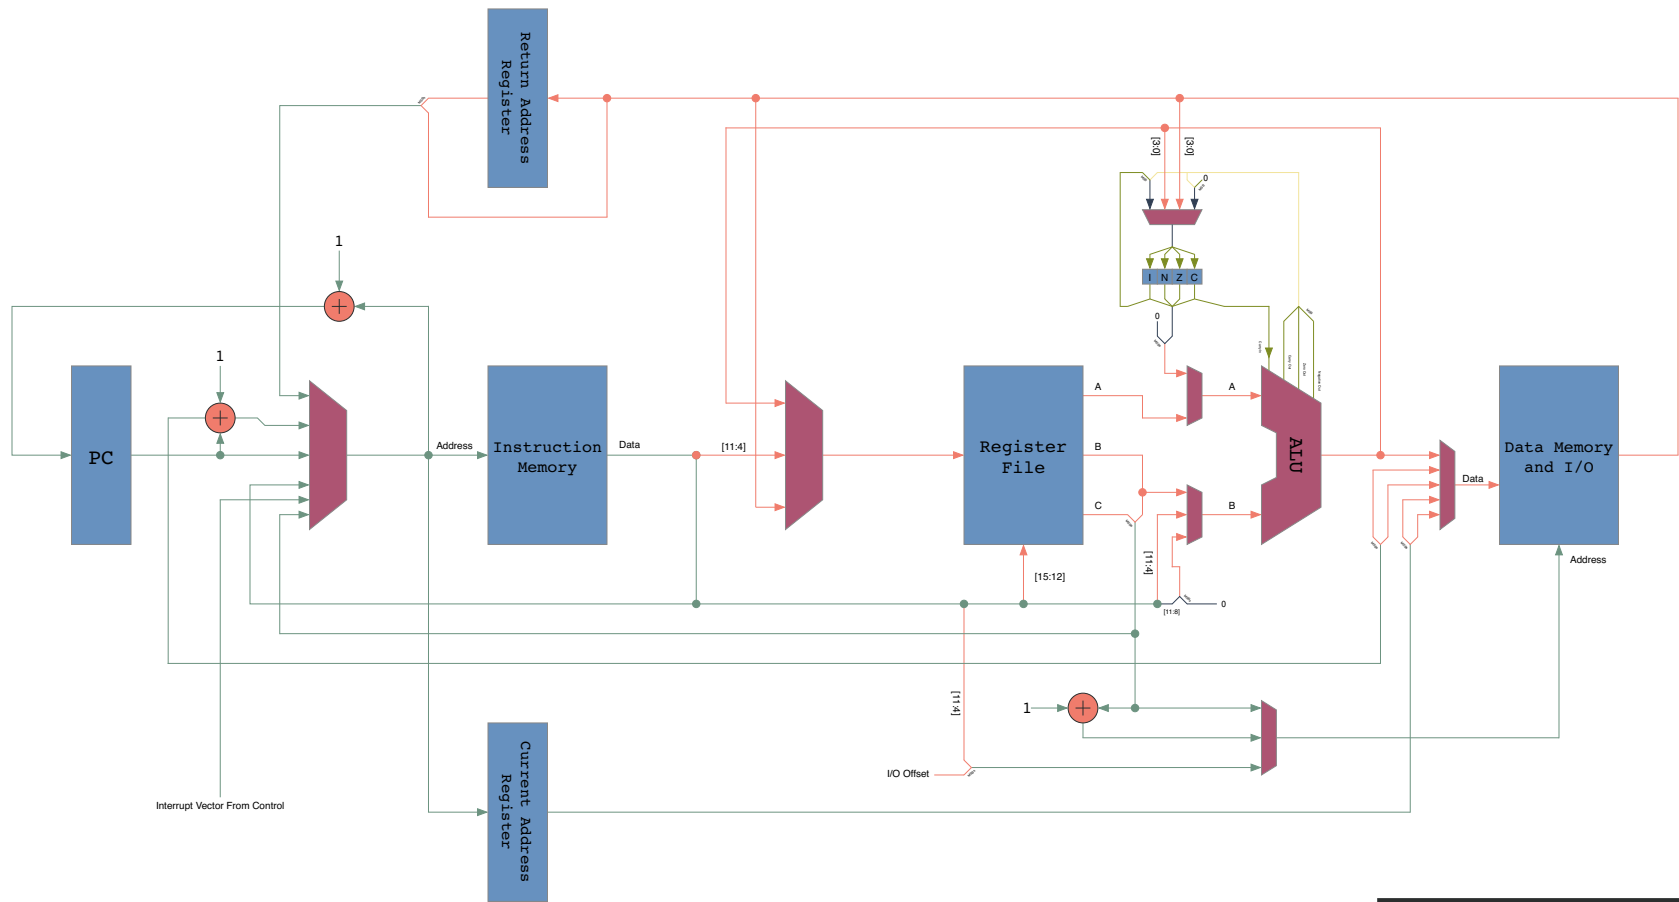 Return Address
Register
[3:0]
[3:0]
0
1
I N Z C
0
1
A
A
PC
Address
Instruction
Memory
Data
[11:4]
Register
File
B
ALU
Data Memory
and I/O
Data
C
B
[11:4]
[15:12]
Address
[11:8]
0
[11:4]
1
I/O Offset
Interrupt Vector From Control
Current Address
Register